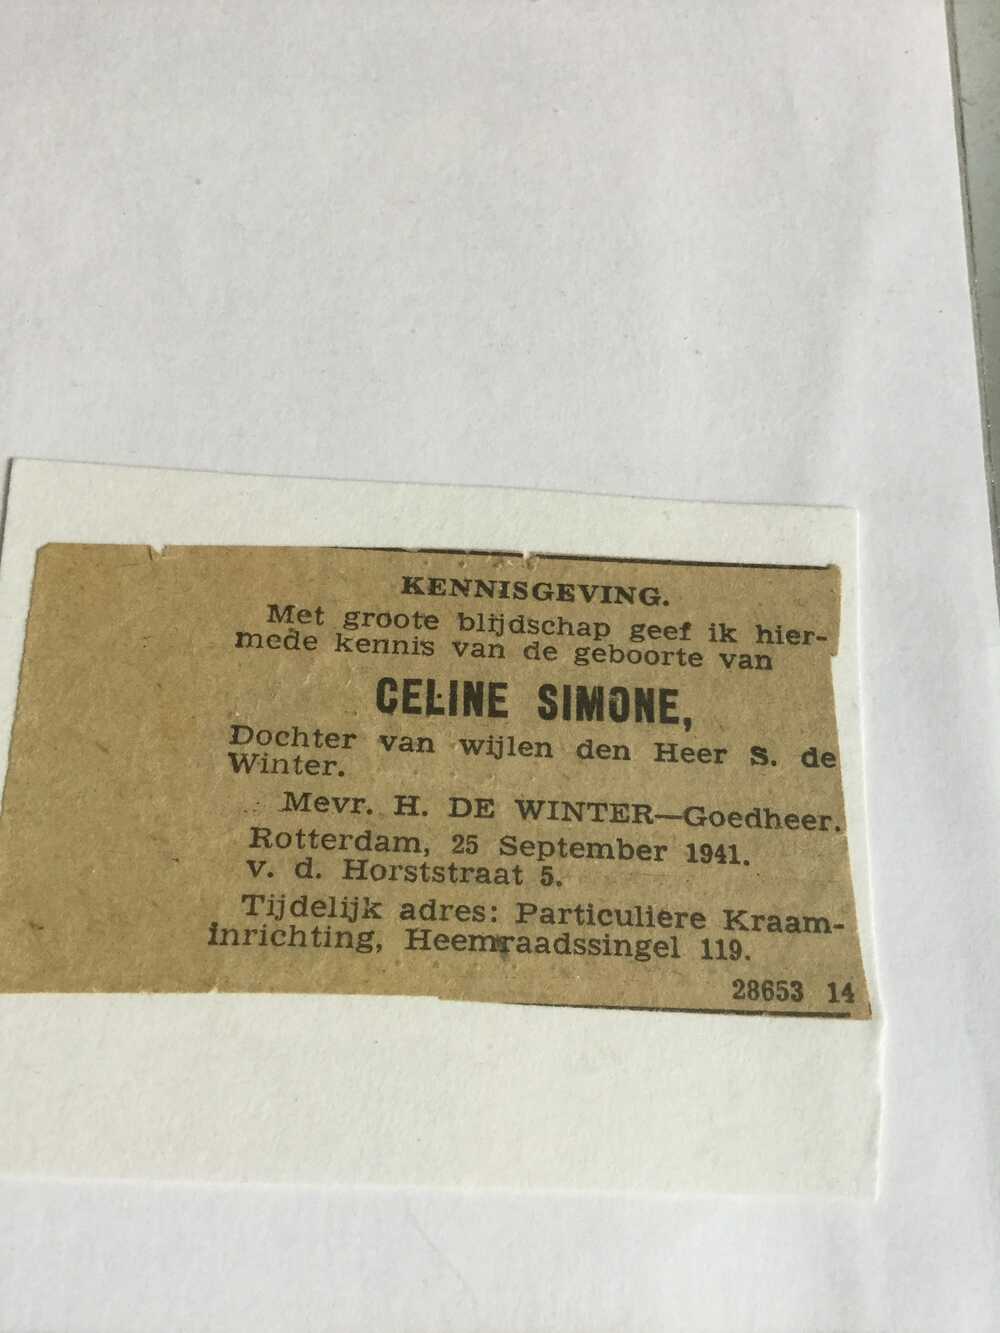 KENNISGEVING.
Met groote blijdschap geef ik hier-
mede kennis van de geboorte van
CELINE SIMONE,
Dochter van wijlen den Heer S. de
Winter.
Mevr. H. DE WINTER—Goedheer.
Rotterdam, 25 September 1941.
v. d. Horststraat 5.
Tijdelijk adres: Particuliere Kraam-
inrichting, Heemraadssingel 119.
28653 14